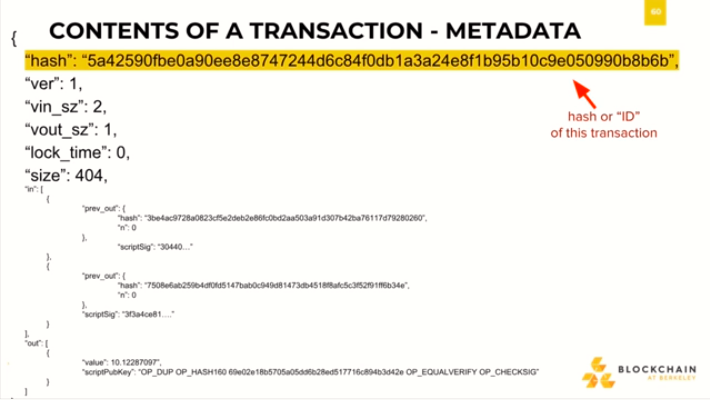 60
CONTENTS OF A TRANSACTION - METADATA
{
"hash": "5a42590fbe0a90ee8e8747244d6c84f0db1a3a24e8f1b95b10c9e050990b8b6b",
"ver": 1,
"vin_sz": 2,
"vout_sz": 1,
"lock_time": 0,
"size": 404,
hash or "ID"
of this transaction
"in": [
{
"prev_out": {
"hash": "3be4ac9728a0823cf5e2deb2e86fc0bd2aa503a91d307b42ba76117d79280260",
"n": 0
},
"scriptSig": "30440..."
},
{
"prev_out": {
"hash": "7508e6ab259b4df0fd5147bab0c949d81473db4518f8afc5c3f52f91ff6b34e",
"n": 0
},
"scriptSig": "3f3a4ce81...."
}
],
"out": [
{
"value": 10.12287097",
"scriptPubKey": "OP_DUP OP_HASH160 69e02e18b5705a05dd6b28ed517716c894b3d42e OP_EQUALVERIFY OP_CHECKSIG"
}
]
BLOCKCHAIN
AT BERKELEY